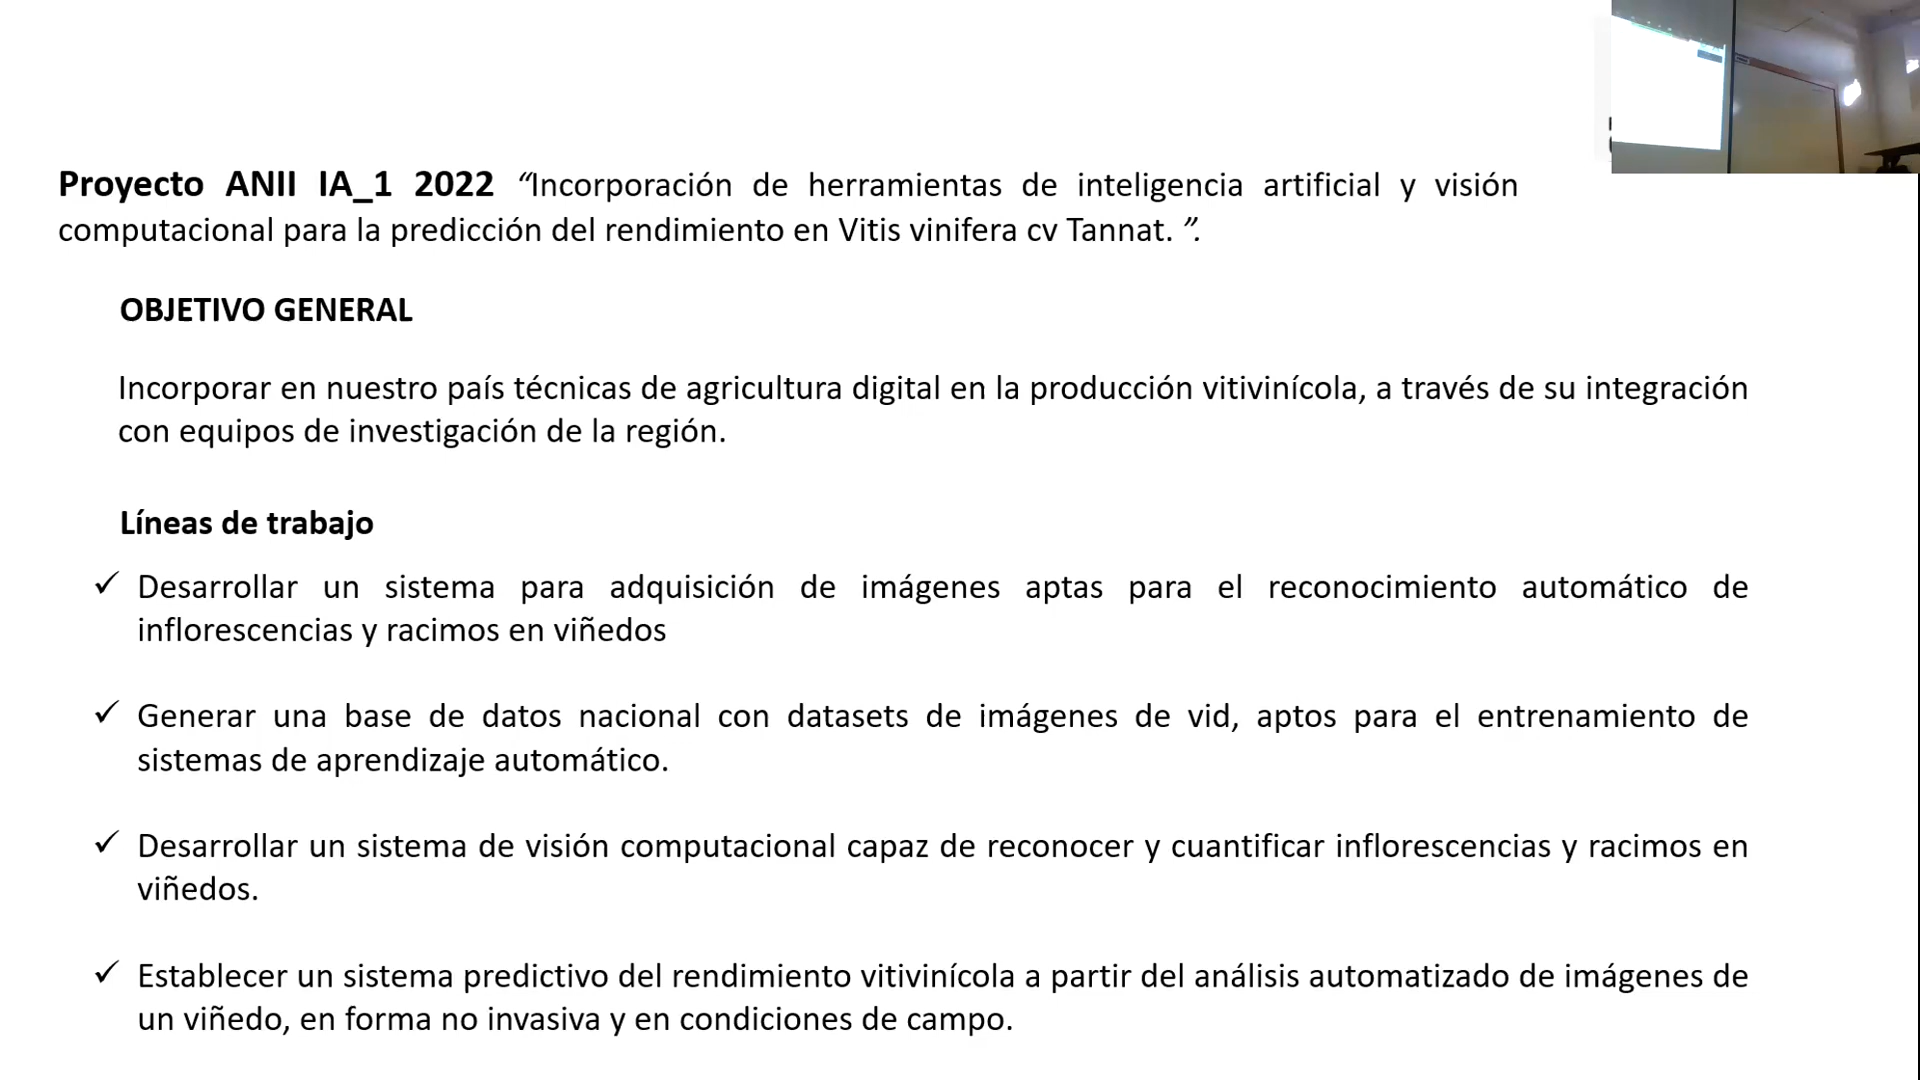 Proyecto ANII IA_1 2022 “Incorporación de herramientas de inteligencia artificial y visión
computacional para la predicción del rendimiento en Vitis vinifera cv Tannat. ”.
OBJETIVO GENERAL
Incorporar en nuestro país técnicas de agricultura digital en la producción vitivinícola, a través de su integración
con equipos de investigación de la región.
Líneas de trabajo
✓ Desarrollar un sistema para adquisición de imágenes aptas para el reconocimiento automático de
inflorescencias y racimos en viñedos
✓ Generar una base de datos nacional con datasets de imágenes de vid, aptos para el entrenamiento de
sistemas de aprendizaje automático.
✓ Desarrollar un sistema de visión computacional capaz de reconocer y cuantificar inflorescencias y racimos en
viñedos.
✓ Establecer un sistema predictivo del rendimiento vitivinícola a partir del análisis automatizado de imágenes de
un viñedo, en forma no invasiva y en condiciones de campo.